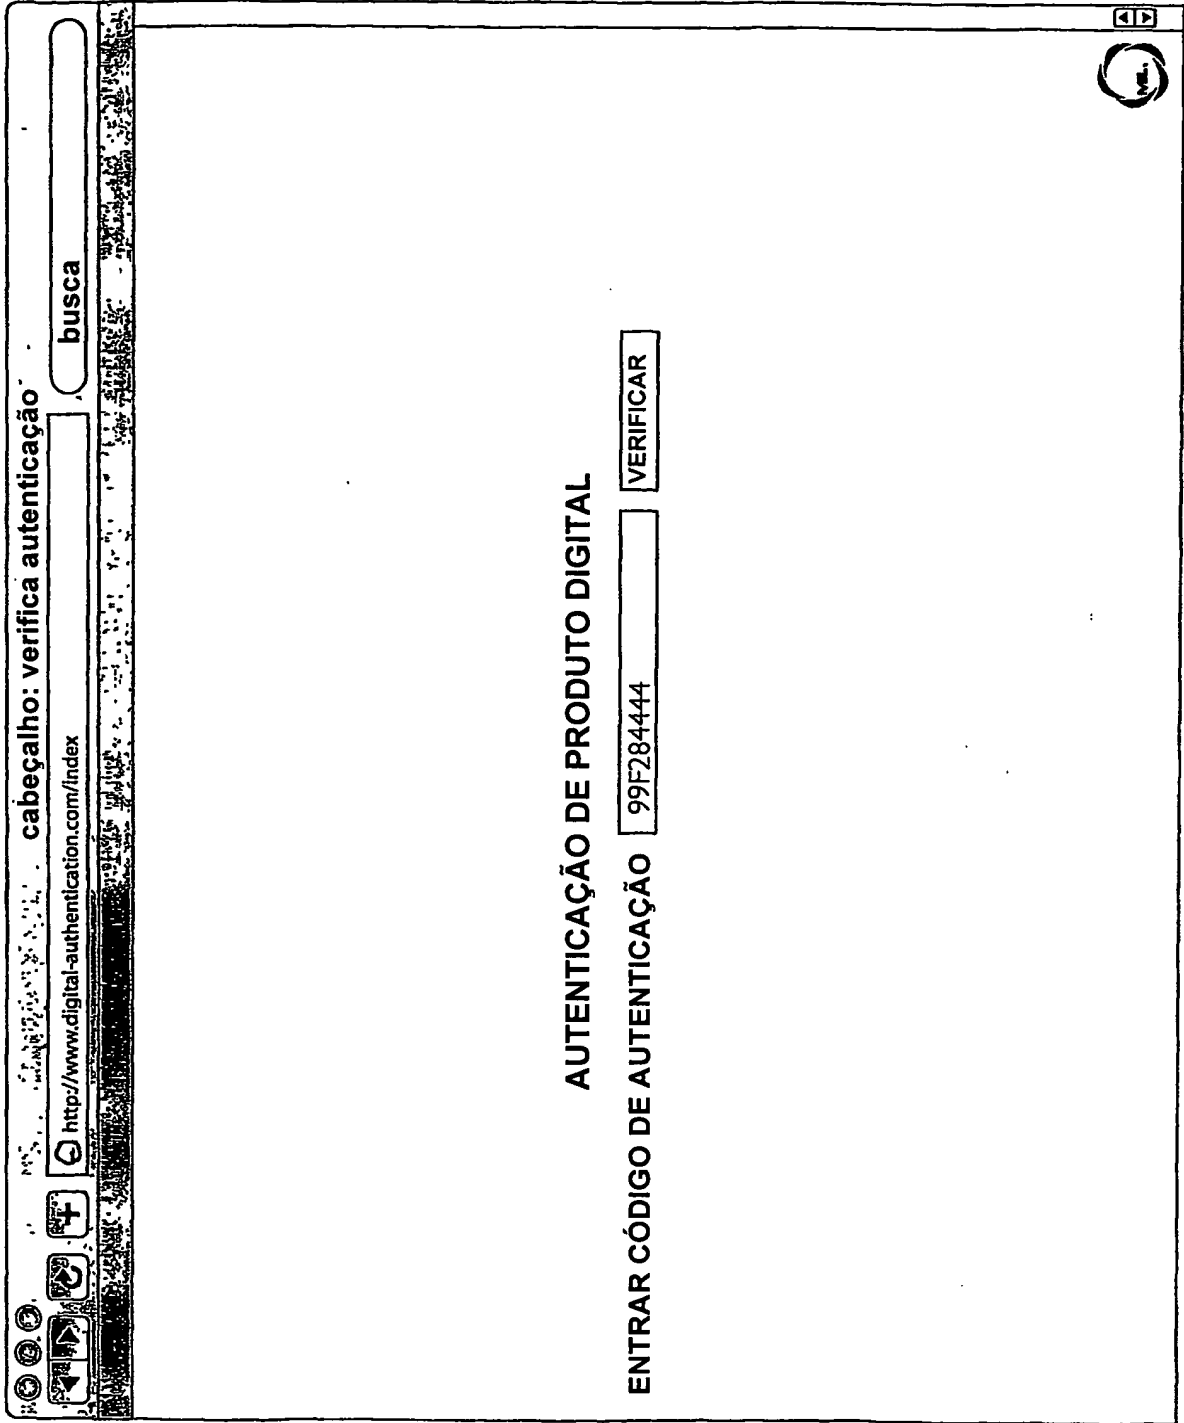 cabeçalho: verifica autenticação
http://www.digital-authentication.com/index
busca
AUTENTICAÇÃO DE PRODUTO DIGITAL
ENTRAR CÓDIGO DE AUTENTICAÇÃO 99F284444 VERIFICAR